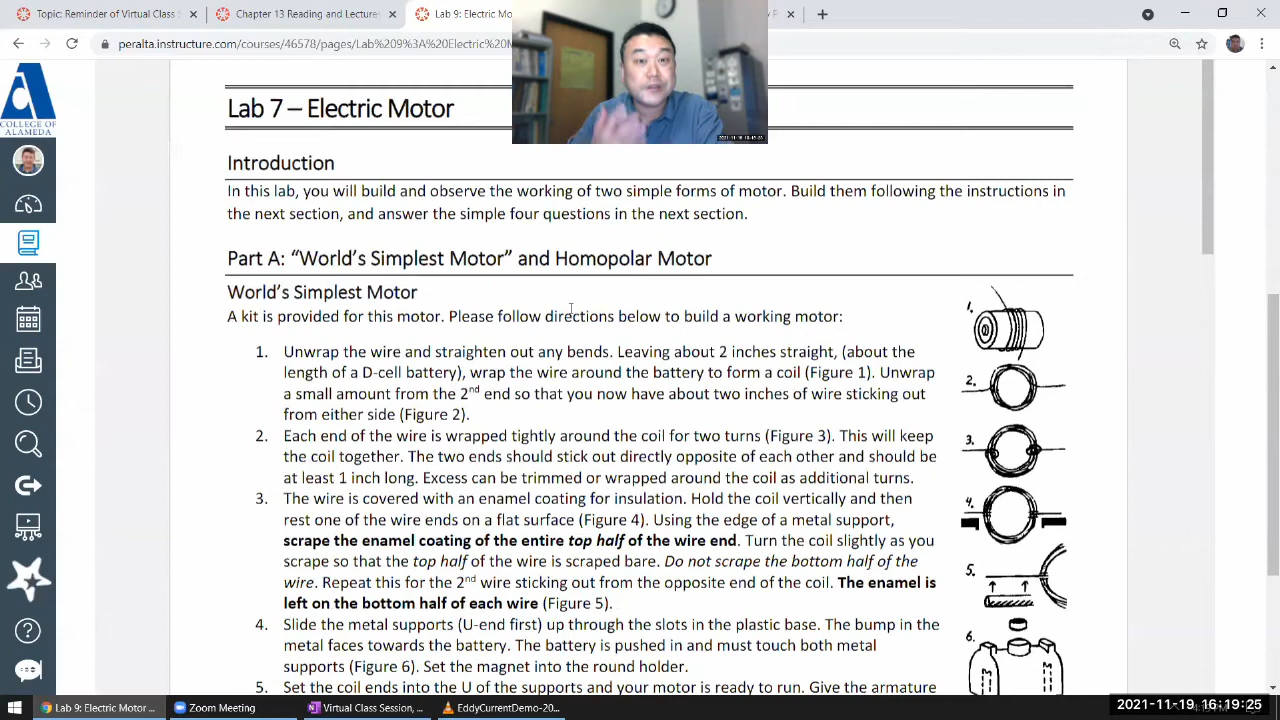 Topic Reminder of Virtual Class S
Chapter 13 Reading and Lecture
Lab 9: Electric Mot
peralta.instructure.com/courses/46578/pages/Lab%209%3A%20Electric%20M
COLLEGE OF
ALAMEDA
2021-11-19 16:19:25
Lab 7 – Electric Motor
Introduction
In this lab, you will build and observe the working of two simple forms of motor. Build them following the instructions in
the next section, and answer the simple four questions in the next section.
Part A: “World’s Simplest Motor” and Homopolar Motor
World’s Simplest Motor
A kit is provided for this motor. Please follow directions below to build a working motor:
1. Unwrap the wire and straighten out any bends. Leaving about 2 inches straight, (about the
length of a D-cell battery), wrap the wire around the battery to form a coil (Figure 1). Unwrap
a small amount from the 2nd end so that you now have about two inches of wire sticking out
from either side (Figure 2).
2. Each end of the wire is wrapped tightly around the coil for two turns (Figure 3). This will keep
the coil together. The two ends should stick out directly opposite of each other and should be
at least 1 inch long. Excess can be trimmed or wrapped around the coil as additional turns.
3. The wire is covered with an enamel coating for insulation. Hold the coil vertically and then
rest one of the wire ends on a flat surface (Figure 4). Using the edge of a metal support,
scrape the enamel coating of the entire top half of the wire end. Turn the coil slightly as you
scrape so that the top half of the wire is scraped bare. Do not scrape the bottom half of the
wire. Repeat this for the 2nd wire sticking out from the opposite end of the coil. The enamel is
left on the bottom half of each wire (Figure 5).
4. Slide the metal supports (U-end first) up through the slots in the plastic base. The bump in the
metal faces towards the battery. The battery is pushed in and must touch both metal
supports (Figure 6). Set the magnet into the round holder.
5. Set the coil ends into the U of the supports and your motor is ready to run. Give the armature
1.
2.
3.
4.
5.
6.
Lab 9: Electric Motor ...
Zoom Meeting
Virtual Class Session, ...
EddyCurrentDemo-20...
2021-11-19 16:19:25